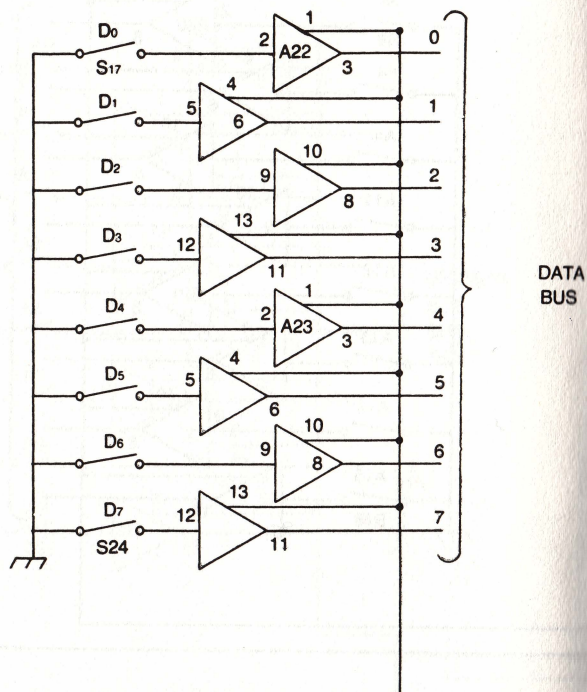 1
D0 2 A22 0
S17 3
4
D1 5 6 1
10
D2 9 2
8
13
D3 12 3
11
1
D4 2 A23 4
3
DATA
BUS
4
D5 5 5
6
10
D6 9 8 6
13
D7 12 7
S24 11